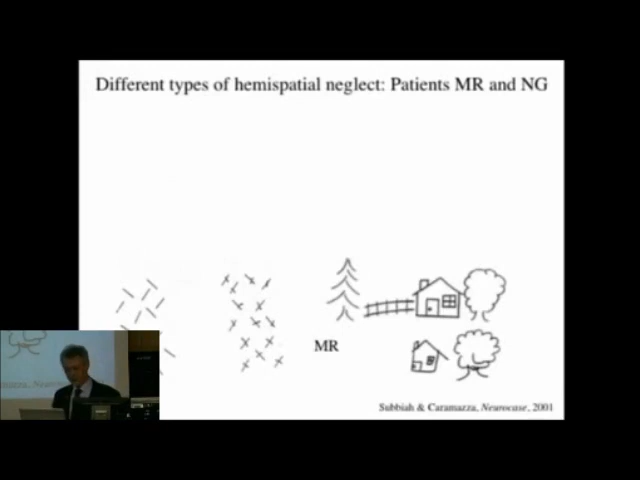 Different types of hemispatial neglect: Patients MR and NG
MR
Subbiah & Caramazza, Neurocase, 2001